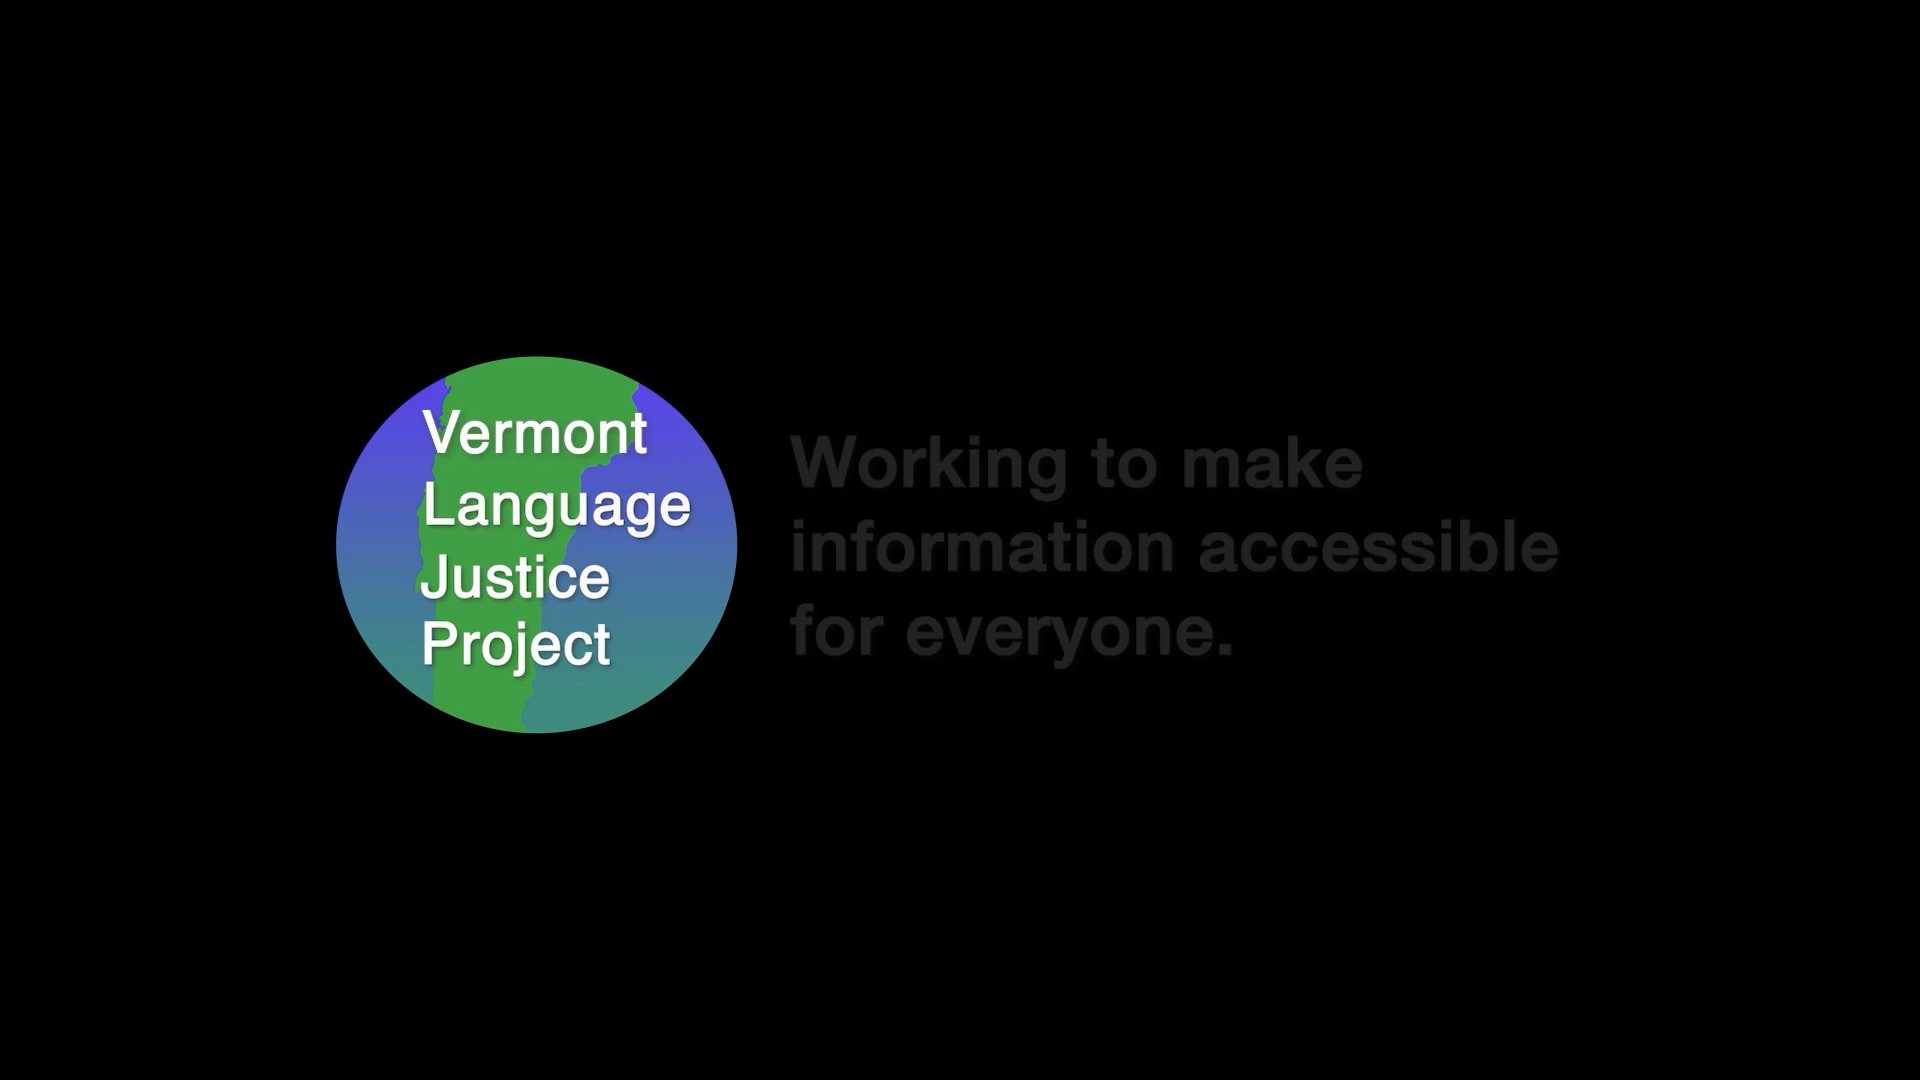 Vermont
Language
Justice
Project
Working to make
information accessible
for everyone.